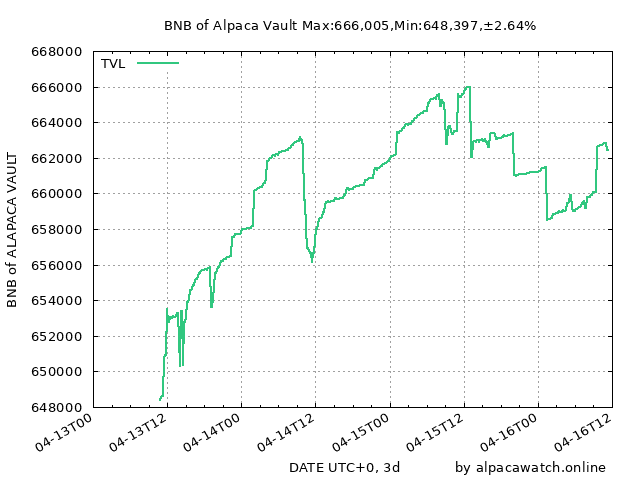 BNB of Alpaca Vault Max:666,005,Min:648,397,±2.64%
668000
TVL
666000
664000
662000
660000
658000
656000
654000
652000
650000
648000
BNB of ALAPACA VAULT
04-13T00 04-13T12 04-14T00 04-14T12 04-15T00 04-15T12 04-16T00 04-16T12
DATE UTC+0, 3d by alpacawatch.online